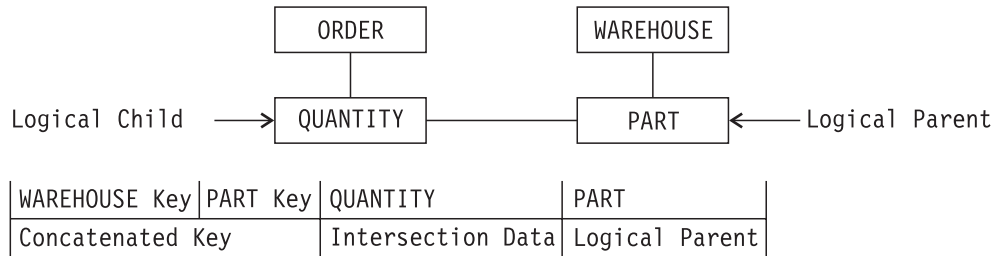 ORDER WAREHOUSE
Logical Child QUANTITY PART Logical Parent
WAREHOUSE Key PART Key QUANTITY PART
Concatenated Key Intersection Data Logical Parent